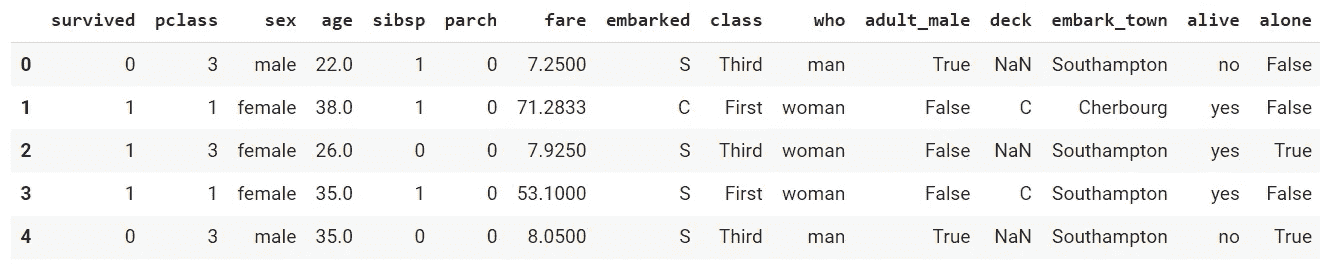 survived pclass sex age sibsp parch fare embarked class who adult_male deck embark_town alive alone
0 0 3 male 22.0 1 0 7.2500 S Third man True NaN Southampton no False
1 1 1 female 38.0 1 0 71.2833 C First woman False C Cherbourg yes False
2 1 3 female 26.0 0 0 7.9250 S Third woman False NaN Southampton yes True
3 1 1 female 35.0 1 0 53.1000 S First woman False C Southampton yes False
4 0 3 male 35.0 0 0 8.0500 S Third man True NaN Southampton no True